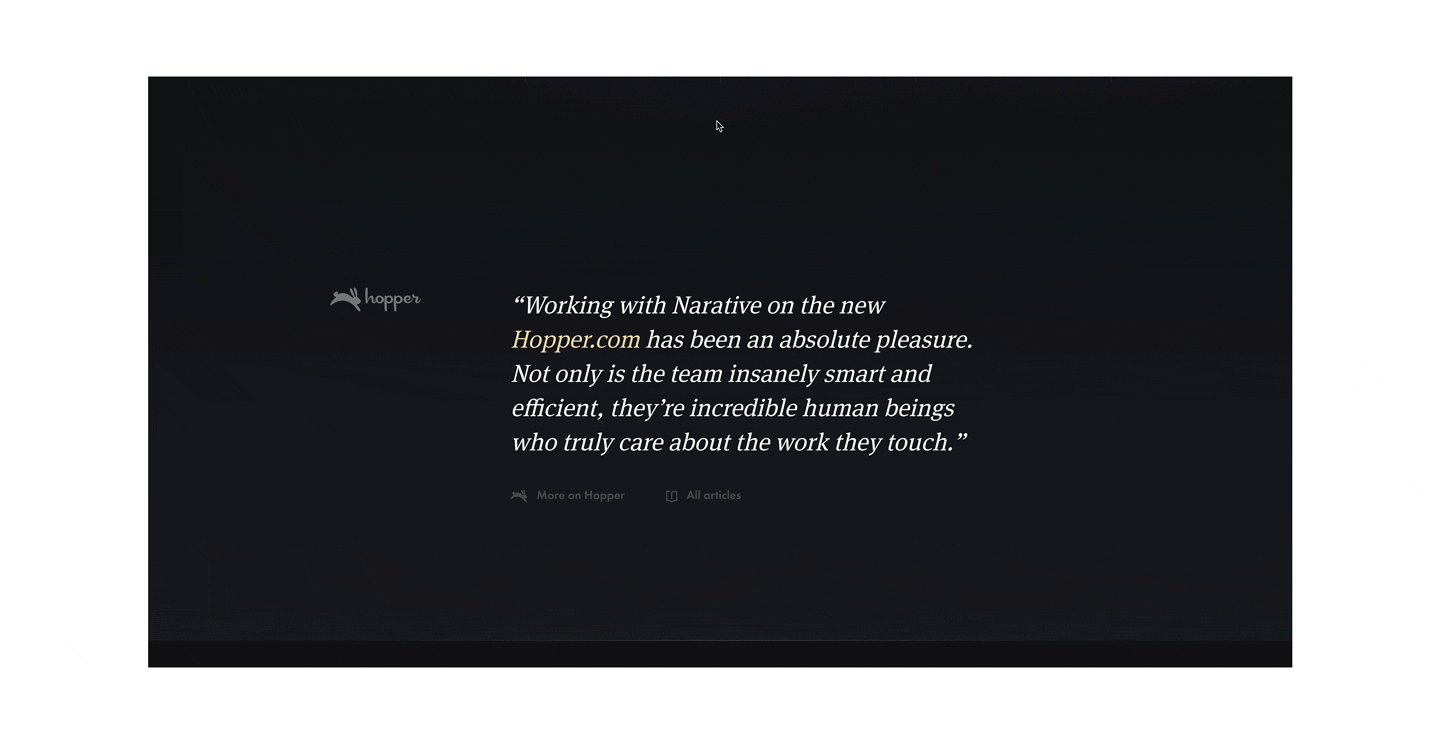 hopper
“Working with Narative on the new
Hopper.com has been an absolute pleasure.
Not only is the team insanely smart and
efficient, they’re incredible human beings
who truly care about the work they touch.”
More on Hopper
All articles